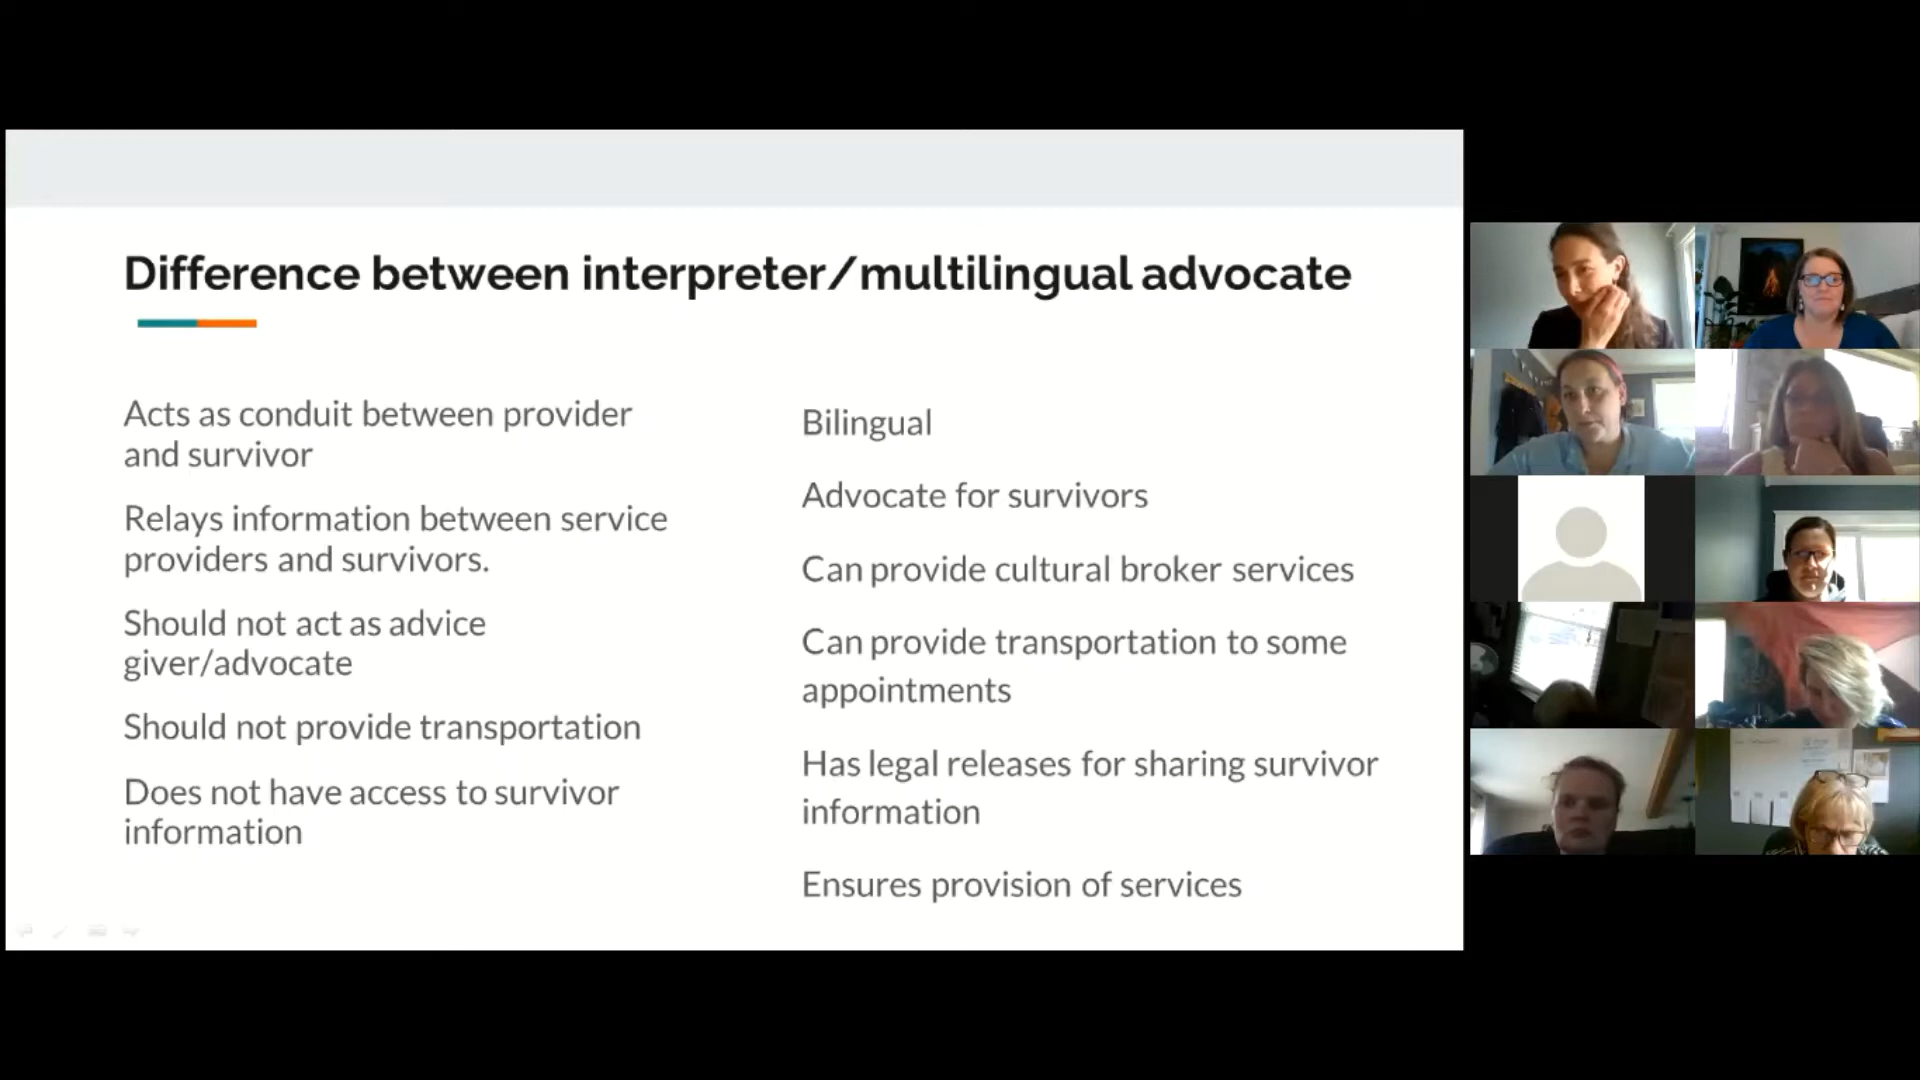 Difference between interpreter/multilingual advocate
Acts as conduit between provider
and survivor
Relays information between service
providers and survivors.
Should not act as advice
giver/advocate
Should not provide transportation
Does not have access to survivor
information
Bilingual
Advocate for survivors
Can provide cultural broker services
Can provide transportation to some
appointments
Has legal releases for sharing survivor
information
Ensures provision of services